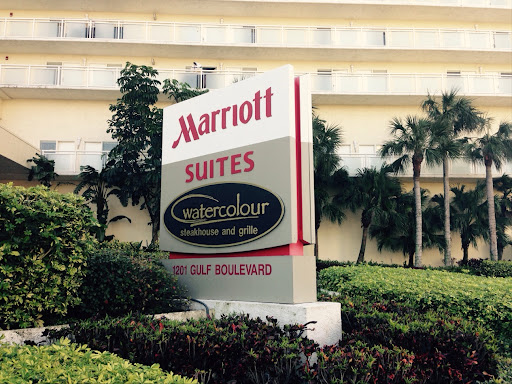 Marriott
SUITES
watercolour
steakhouse and grille
1201 GULF BOULEVARD